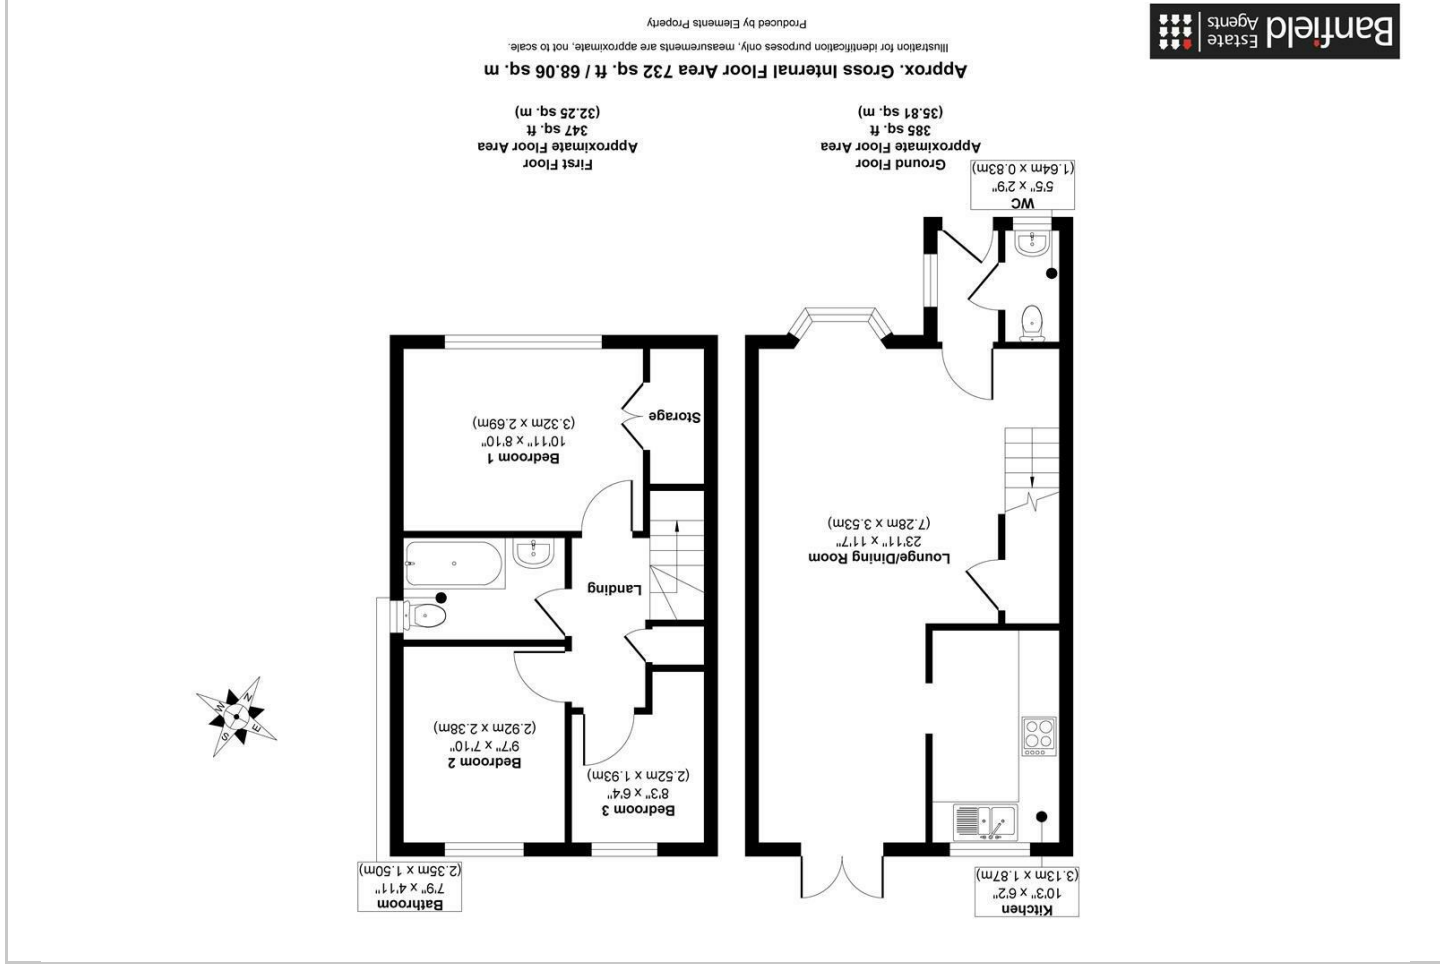 Kitchen
10'3" x 6'2"
(3.13m x 1.87m)
Bathroom
7'9" x 4'11"
(2.35m x 1.50m)
Bedroom 3
8'3" x 6'4"
(2.52m x 1.93m)
Bedroom 2
9'7" x 7'10"
(2.92m x 2.38m)
N
E
S
W
Landing
Lounge/Dining Room
23'11" x 11'7"
(7.28m x 3.53m)
Bedroom 1
10'11" x 8'10"
(3.32m x 2.69m)
Storage
WC
5'5" x 2'9"
(1.64m x 0.83m)
Ground Floor
Approximate Floor Area
385 sq. ft
(35.81 sq. m)
First Floor
Approximate Floor Area
347 sq. ft
(32.25 sq. m)
Approx. Gross Internal Floor Area 732 sq. ft / 68.06 sq. m
Illustration for identification purposes only, measurements are approximate, not to scale.
Produced by Elements Property
Banfield
Estate
Agents